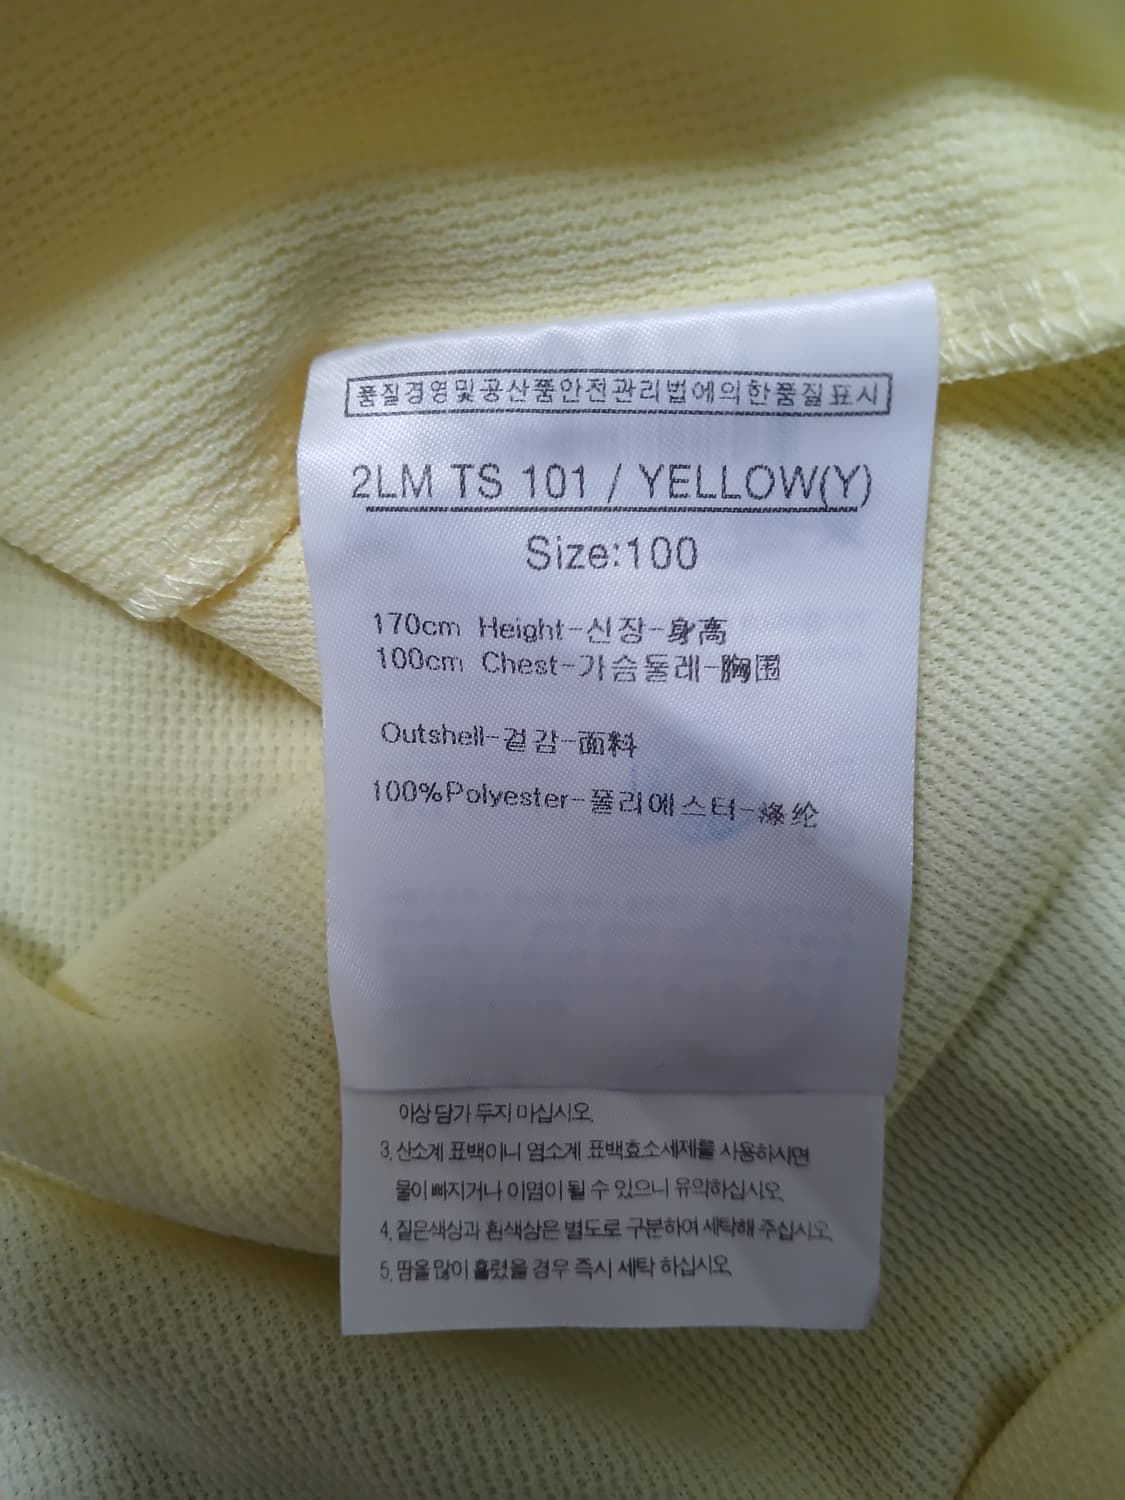 품질경영및공산품안전관리법에의한품질표시
2LM TS 101 / YELLOW(Y)
Size:100
170cm Height-신장-身高
100cm Chest-가슴둘레-胸围
Outshell-겉감-面料
100%Polyester-폴리에스터-涤纶
이상 담가 두지 마십시오.
3. 산소계 표백이니 염소계 표백효소세제를 사용하시면
물이 빠지거나 이염이 될 수 있으니 유의하십시오.
4. 짙은색상과 흰색상은 별도로 구분하여 세탁해 주십시오.
5. 땀을 많이 흘렸을 경우 즉시 세탁 하십시오.